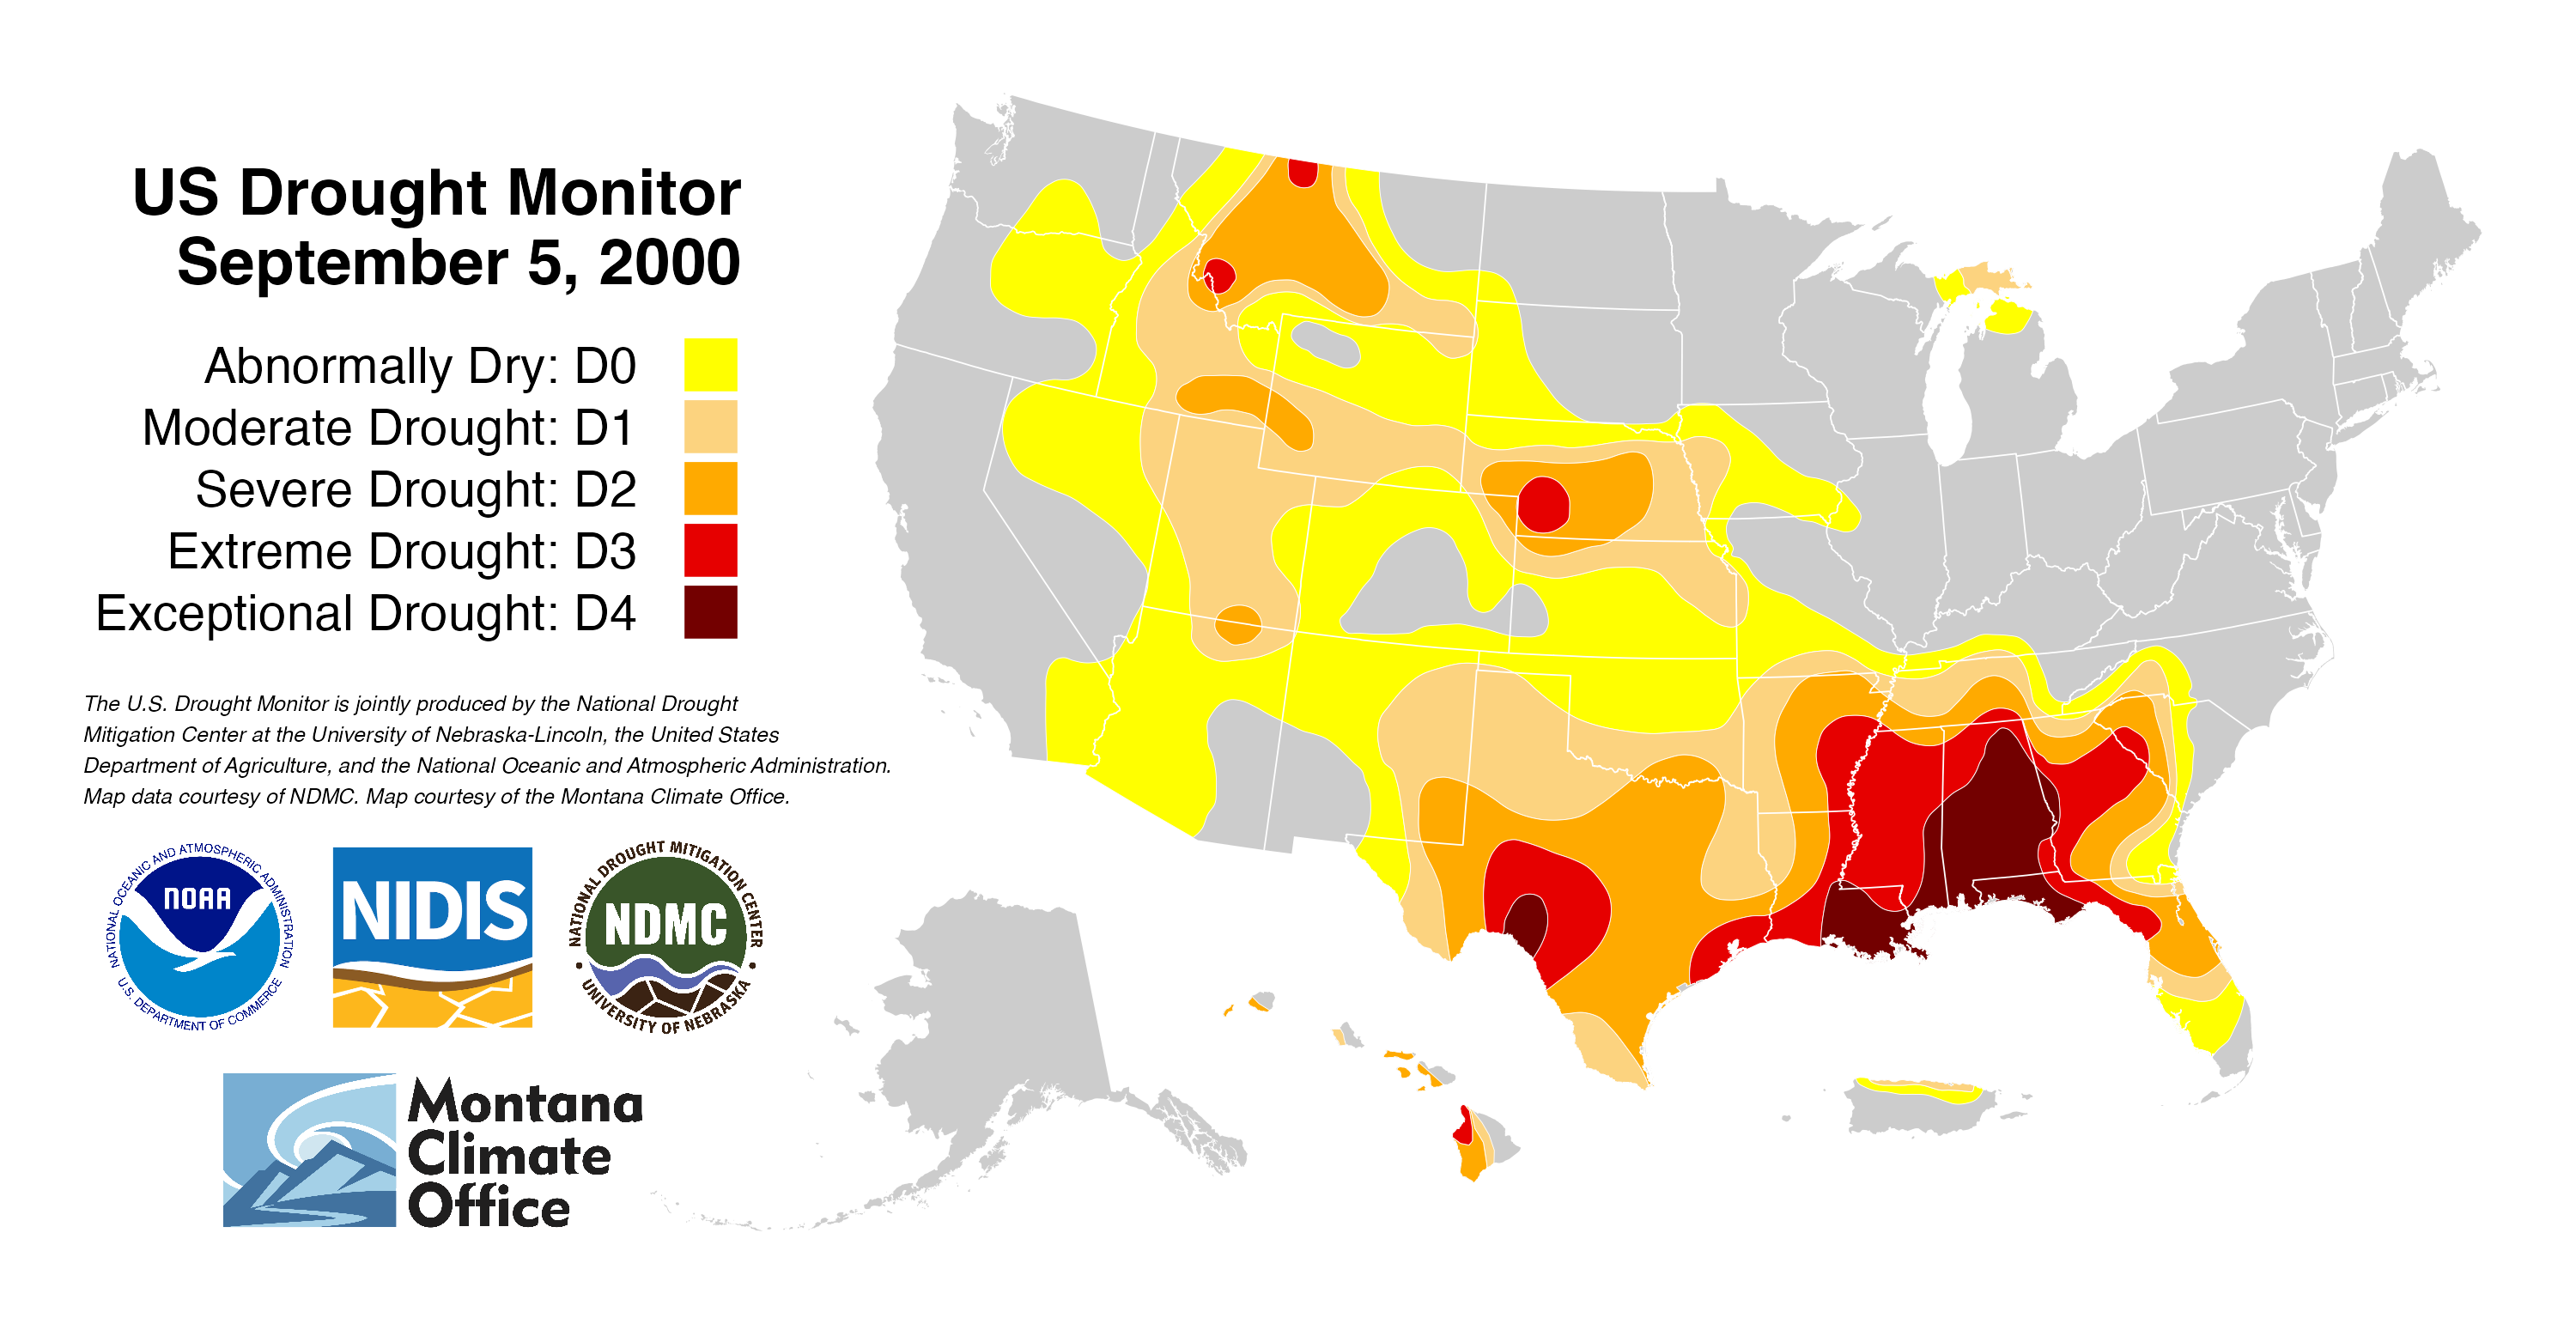 US Drought Monitor
September 5, 2000
Abnormally Dry: D0
Moderate Drought: D1
Severe Drought: D2
Extreme Drought: D3
Exceptional Drought: D4
The U.S. Drought Monitor is jointly produced by the National Drought
Mitigation Center at the University of Nebraska-Lincoln, the United States
Department of Agriculture, and the National Oceanic and Atmospheric Administration.
Map data courtesy of NDMC. Map courtesy of the Montana Climate Office.
NATIONAL OCEANIC AND ATMOSPHERIC ADMINISTRATION
NOAA
U.S. DEPARTMENT OF COMMERCE
NIDIS
NATIONAL DROUGHT MITIGATION CENTER
NDMC
UNIVERSITY OF NEBRASKA
Montana
Climate
Office